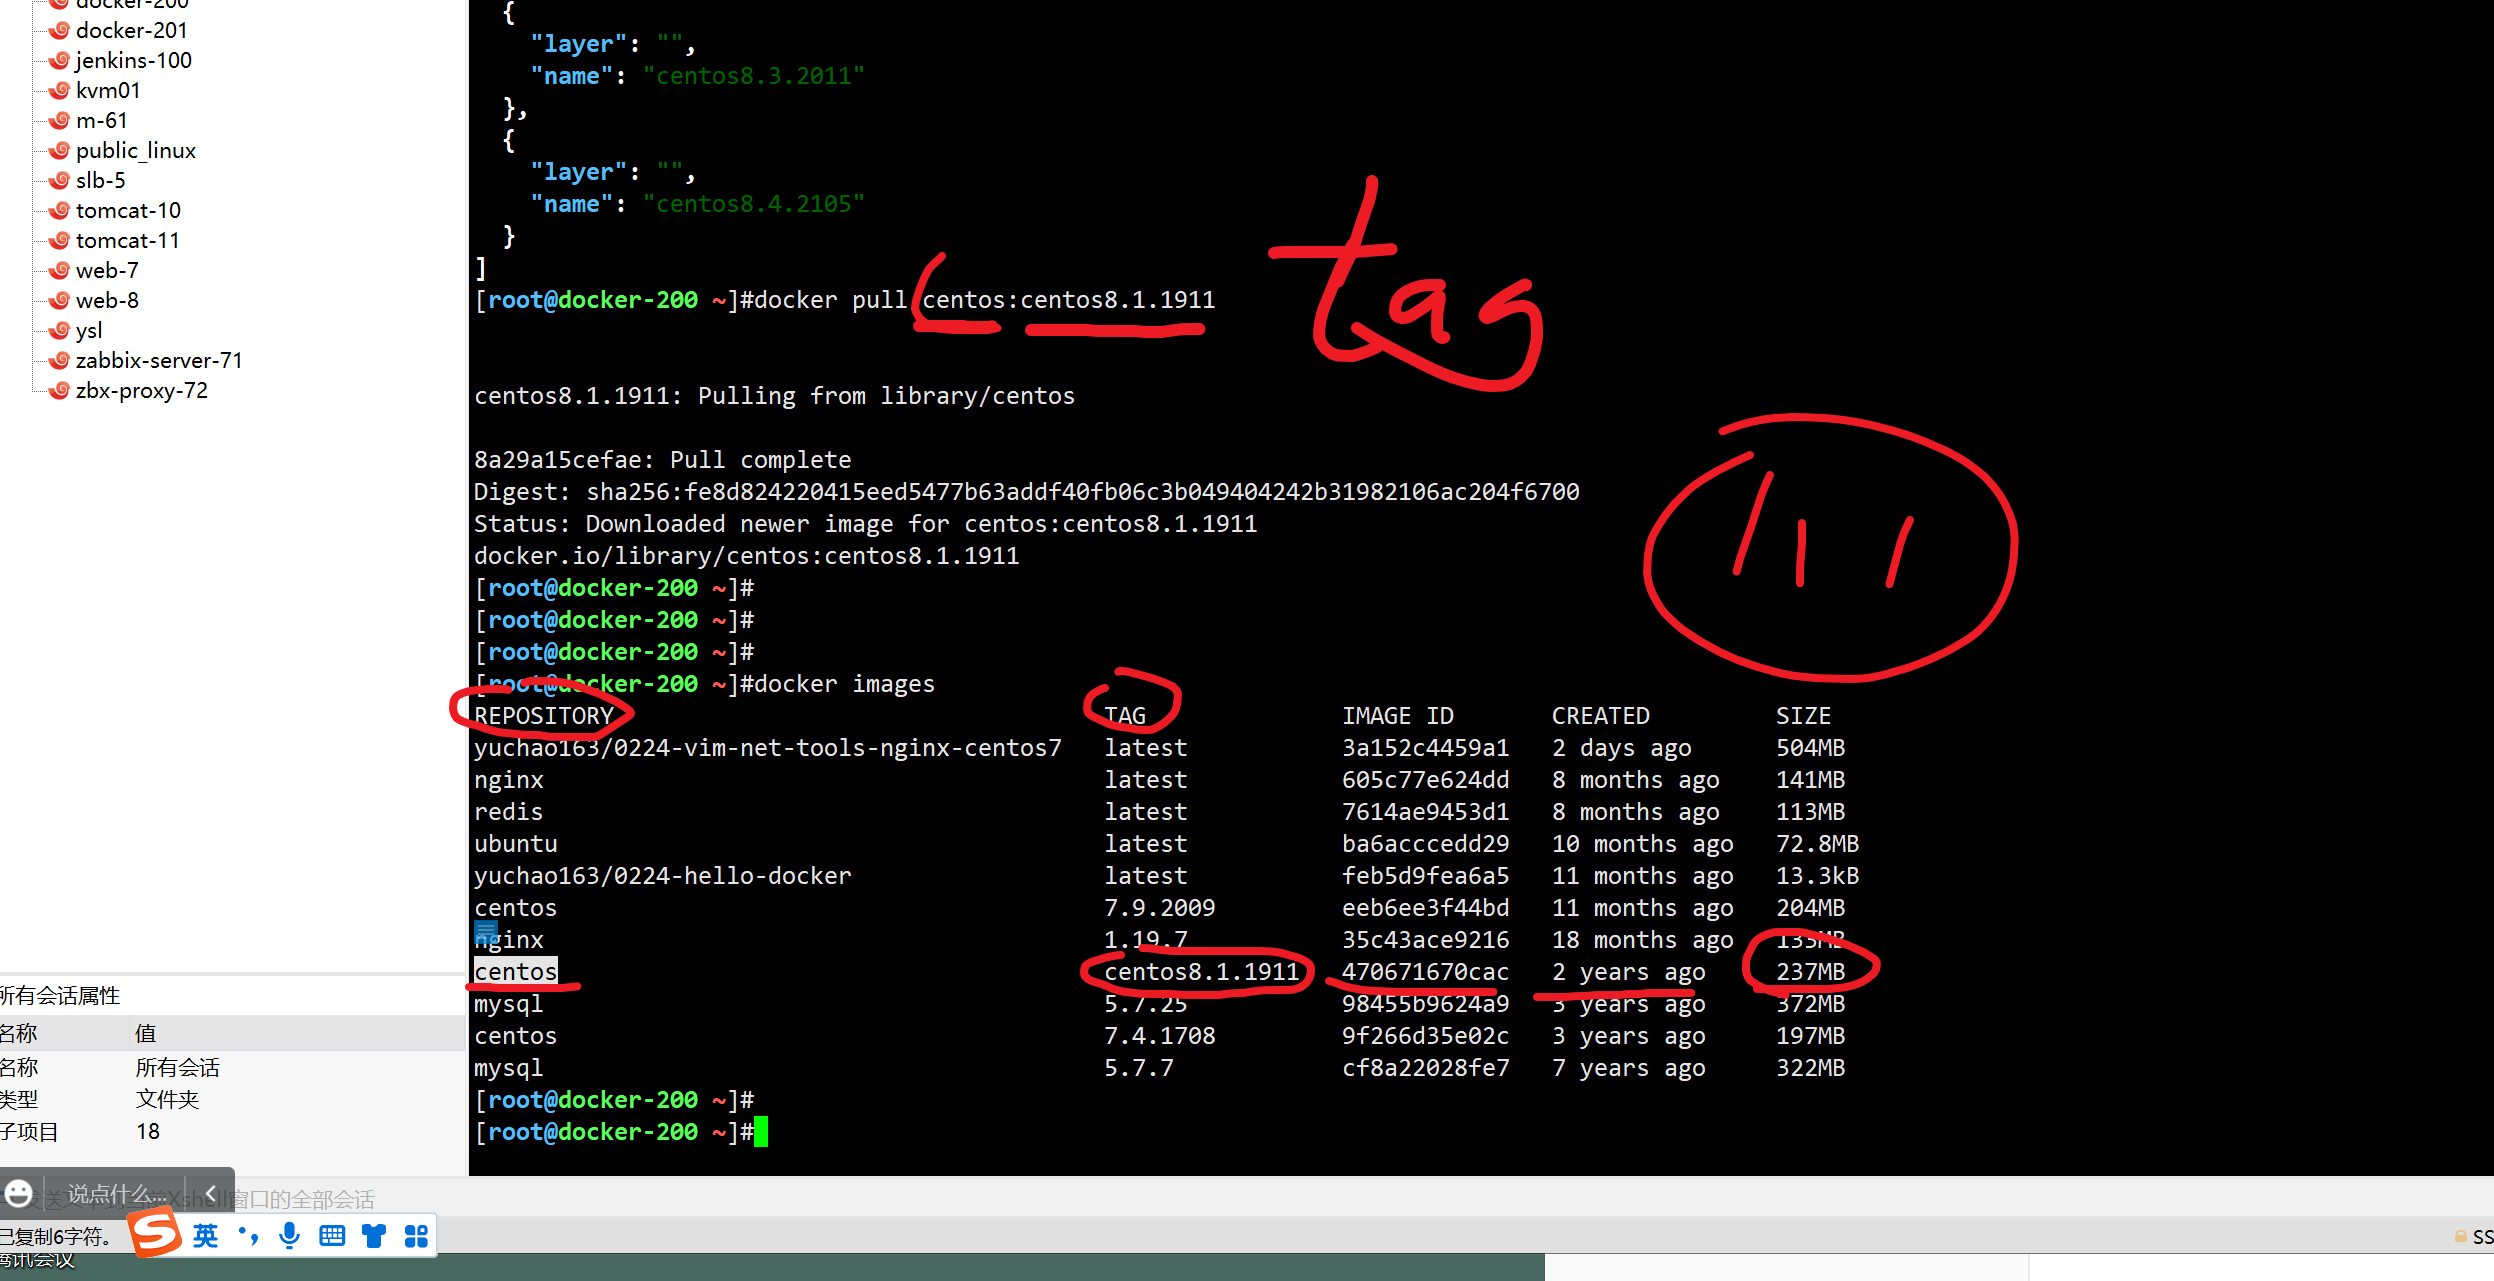 docker-200
docker-201
jenkins-100
kvm01
m-61
public_linux
slb-5
tomcat-10
tomcat-11
web-7
web-8
ysl
zabbix-server-71
zbx-proxy-72
所有会话属性
名称 值
名称 所有会话
类型 文件夹
子项目 18
{
"layer": "",
"name": "centos8.3.2011"
},
{
"layer": "",
"name": "centos8.4.2105"
}
]
[root@docker-200 ~]#docker pull centos:centos8.1.1911
tag
centos8.1.1911: Pulling from library/centos
8a29a15cefae: Pull complete
Digest: sha256:fe8d824220415eed5477b63addf40fb06c3b049404242b31982106ac204f6700
Status: Downloaded newer image for centos:centos8.1.1911
docker.io/library/centos:centos8.1.1911
[root@docker-200 ~]#
[root@docker-200 ~]#
[root@docker-200 ~]#
[root@docker-200 ~]#docker images
REPOSITORY TAG IMAGE ID CREATED SIZE
yuchao163/0224-vim-net-tools-nginx-centos7 latest 3a152c4459a1 2 days ago 504MB
nginx latest 605c77e624dd 8 months ago 141MB
redis latest 7614ae9453d1 8 months ago 113MB
ubuntu latest ba6acccedd29 10 months ago 72.8MB
yuchao163/0224-hello-docker latest feb5d9fea6a5 11 months ago 13.3kB
centos 7.9.2009 eeb6ee3f44bd 11 months ago 204MB
nginx 1.19.7 35c43ace9216 18 months ago 133MB
centos centos8.1.1911 470671670cac 2 years ago 237MB
mysql 5.7.25 98455b9624a9 3 years ago 372MB
centos 7.4.1708 9f266d35e02c 3 years ago 197MB
mysql 5.7.7 cf8a22028fe7 7 years ago 322MB
[root@docker-200 ~]#
[root@docker-200 ~]#
说点什么...
窗口的全部会话
已复制6字符。
英
腾讯会议
SS